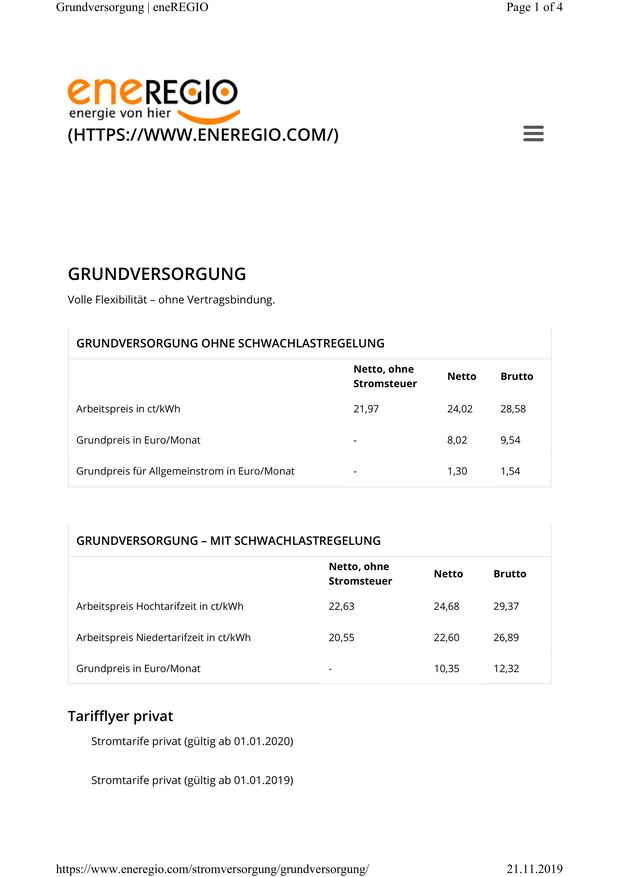 Grundversorgung | eneREGIO Page 1 of 4
eneREGIO
energie von hier
(HTTPS://WWW.ENEREGIO.COM/)
GRUNDVERSORGUNG
Volle Flexibilität – ohne Vertragsbindung.
GRUNDVERSORGUNG OHNE SCHWACHLASTREGELUNG
Netto, ohne Stromsteuer Netto Brutto
Arbeitspreis in ct/kWh 21,97 24,02 28,58
Grundpreis in Euro/Monat - 8,02 9,54
Grundpreis für Allgemeinstrom in Euro/Monat - 1,30 1,54
GRUNDVERSORGUNG – MIT SCHWACHLASTREGELUNG
Netto, ohne Stromsteuer Netto Brutto
Arbeitspreis Hochtarifzeit in ct/kWh 22,63 24,68 29,37
Arbeitspreis Niedertarifzeit in ct/kWh 20,55 22,60 26,89
Grundpreis in Euro/Monat - 10,35 12,32
Tarifflyer privat
Stromtarife privat (gültig ab 01.01.2020)
Stromtarife privat (gültig ab 01.01.2019)
https://www.eneregio.com/stromversorgung/grundversorgung/ 21.11.2019